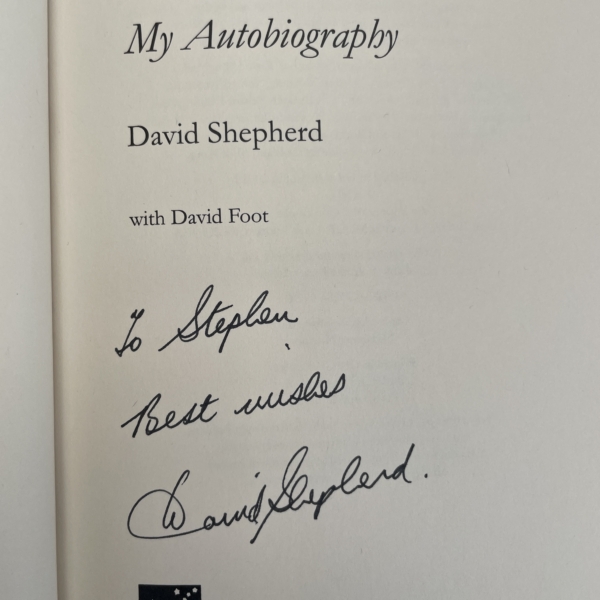 My Autobiography
David Shepherd
with David Foot
To Stephen
Best wishes
David Shepherd.